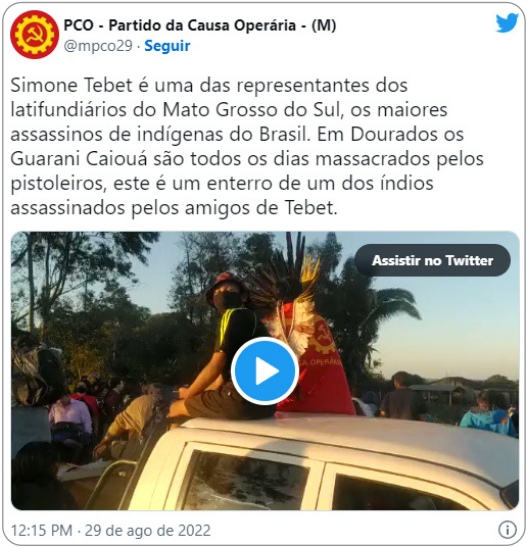 PCO - Partido da Causa Operária - (M)
@mpco29 · Seguir
Simone Tebet é uma das representantes dos
latifundiários do Mato Grosso do Sul, os maiores
assassinos de indígenas do Brasil. Em Dourados os
Guarani Caiouá são todos os dias massacrados pelos
pistoleiros, este é um enterro de um dos índios
assassinados pelos amigos de Tebet.
Assistir no Twitter
CAUSA OPERÁRIA
12:15 PM · 29 de ago de 2022